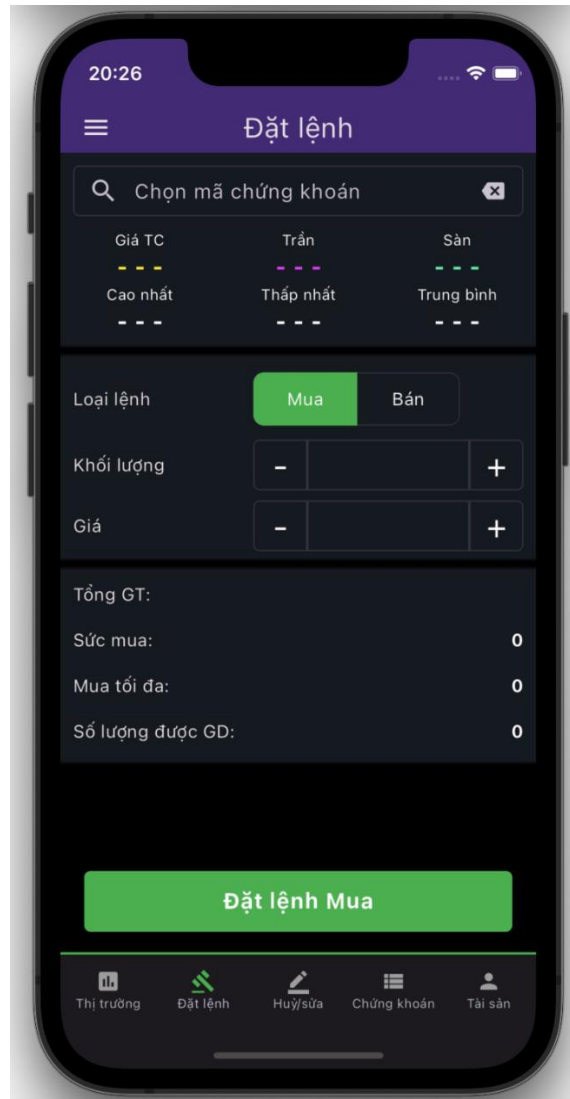 20:26
Đặt lệnh
Chọn mã chứng khoán
Giá TC Trần Sàn
- - - - - - - - -
Cao nhất Thấp nhất Trung bình
- - - - - - - - -
Loại lệnh Mua Bán
Khối lượng - +
Giá - +
Tổng GT:
Sức mua: 0
Mua tối đa: 0
Số lượng được GD: 0
Đặt lệnh Mua
Thị trường Đặt lệnh Huỷ/sửa Chứng khoán Tài sản